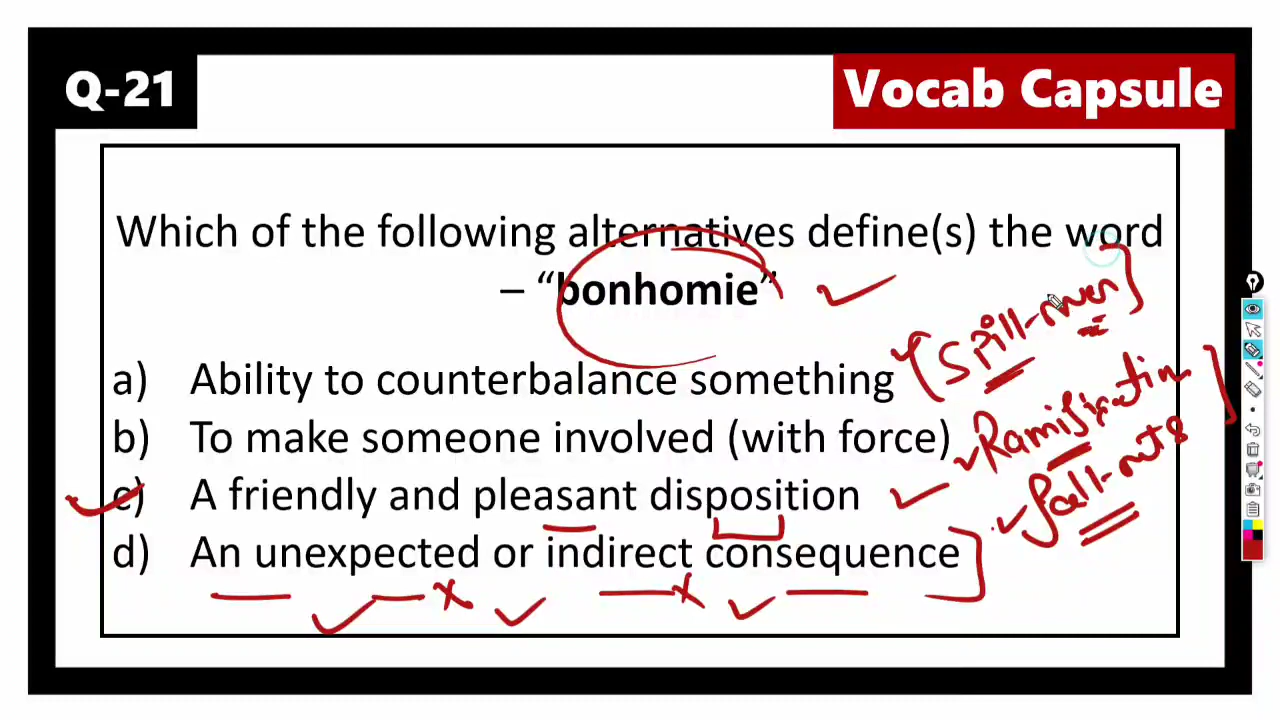 Q-21
Vocab Capsule
Which of the following alternatives define(s) the word
– “bonhomie”
a) Ability to counterbalance something
b) To make someone involved (with force)
c) A friendly and pleasant disposition
d) An unexpected or indirect consequence
Spill-over
Ramification
fall-outs